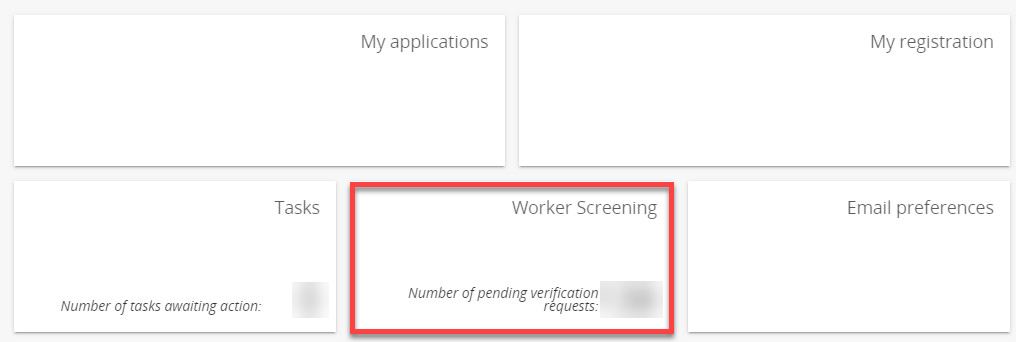 My applications
My registration
Tasks
Worker Screening
Email preferences
Number of tasks awaiting action:
Number of pending verification
requests: